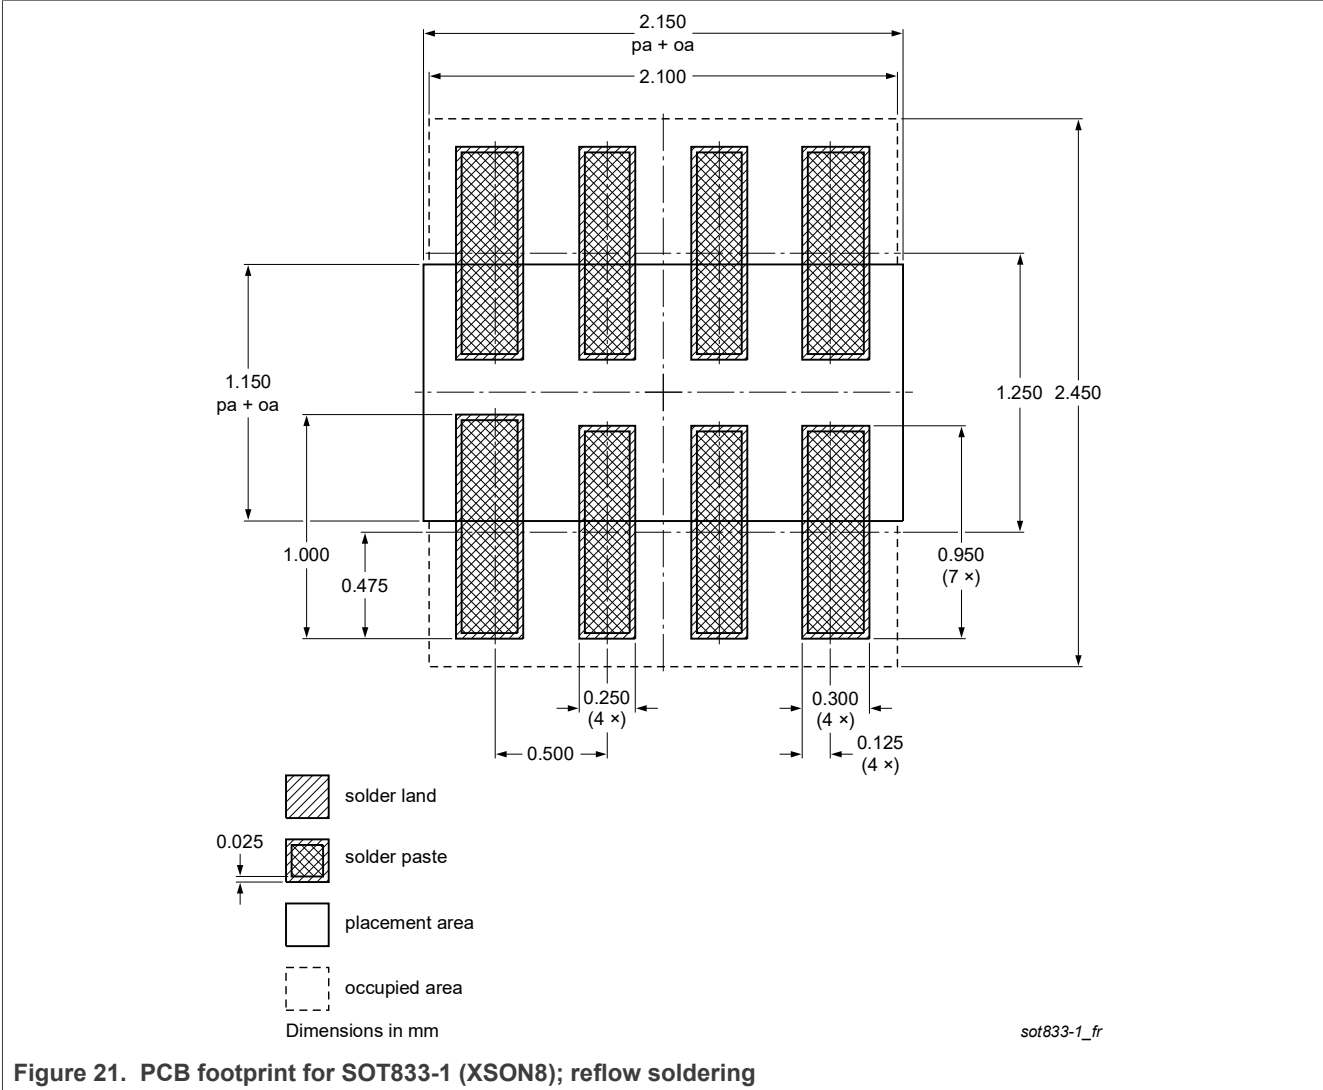 2.150
pa + oa
2.100
1.150
pa + oa
1.250 2.450
1.000
0.475
0.950
(7 ×)
0.250
(4 ×)
0.300
(4 ×)
0.500
0.125
(4 ×)
solder land
0.025
solder paste
placement area
occupied area
Dimensions in mm
sot833-1_fr
Figure 21. PCB footprint for SOT833-1 (XSON8); reflow soldering